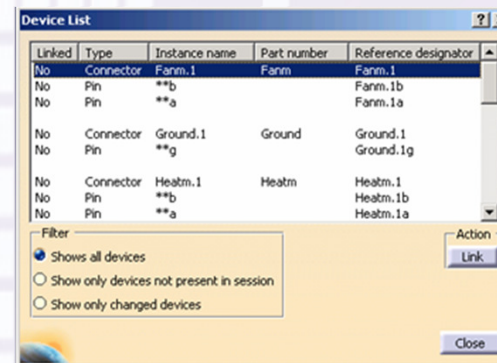 Device List
Linked Type Instance name Part number Reference designator
No Connector Fanm.1 Fanm Fanm.1
No Pin **b Fanm.1b
No Pin **a Fanm.1a
No Connector Ground.1 Ground Ground.1
No Pin **g Ground.1g
No Connector Heatm.1 Heatm Heatm.1
No Pin **b Heatm.1b
No Pin **a Heatm.1a
Filter
Shows all devices
Show only devices not present in session
Show only changed devices
Action
Link
Close